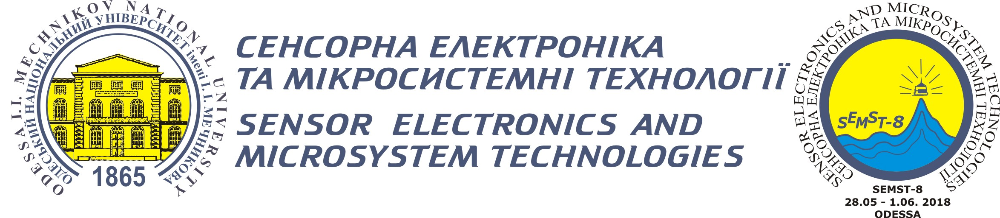 ODESSA I.I. MECHNIKOV NATIONAL UNIVERSITY
ОДЕСЬКИЙ НАЦІОНАЛЬНИЙ УНІВЕРСИТЕТ імені І. І. МЕЧНИКОВА
1865
СЕНСОРНА ЕЛЕКТРОНІКА
ТА МІКРОСИСТЕМНІ ТЕХНОЛОГІЇ
SENSOR ELECTRONICS AND
MICROSYSTEM TECHNOLOGIES
SENSOR ELECTRONICS AND MICROSYSTEM TECHNOLOGIES
СЕНСОРНА ЕЛЕКТРОНІКА ТА МІКРОСИСТЕМНІ ТЕХНОЛОГІЇ
SEMST-8
SEMST-8
28.05 - 1.06. 2018
ODESSA